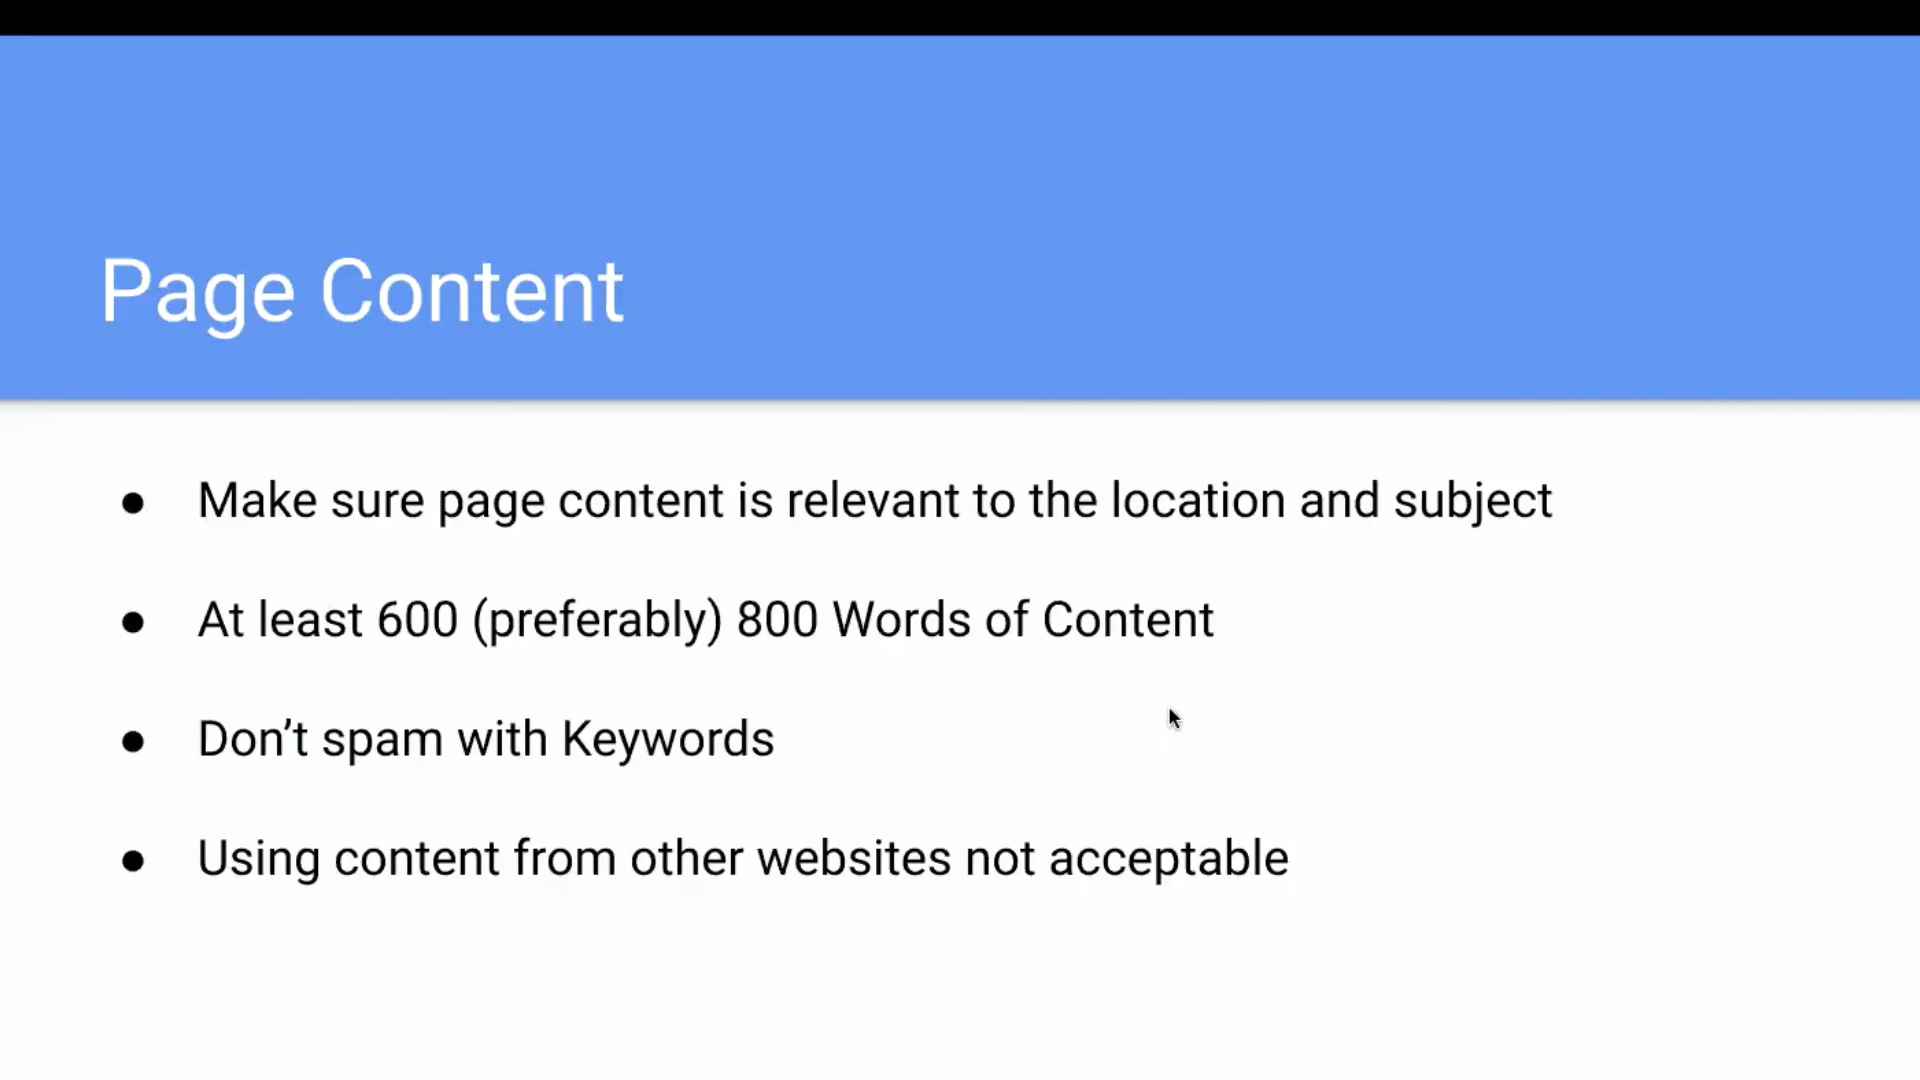 Page Content
● Make sure page content is relevant to the location and subject
● At least 600 (preferably) 800 Words of Content
● Don’t spam with Keywords
● Using content from other websites not acceptable